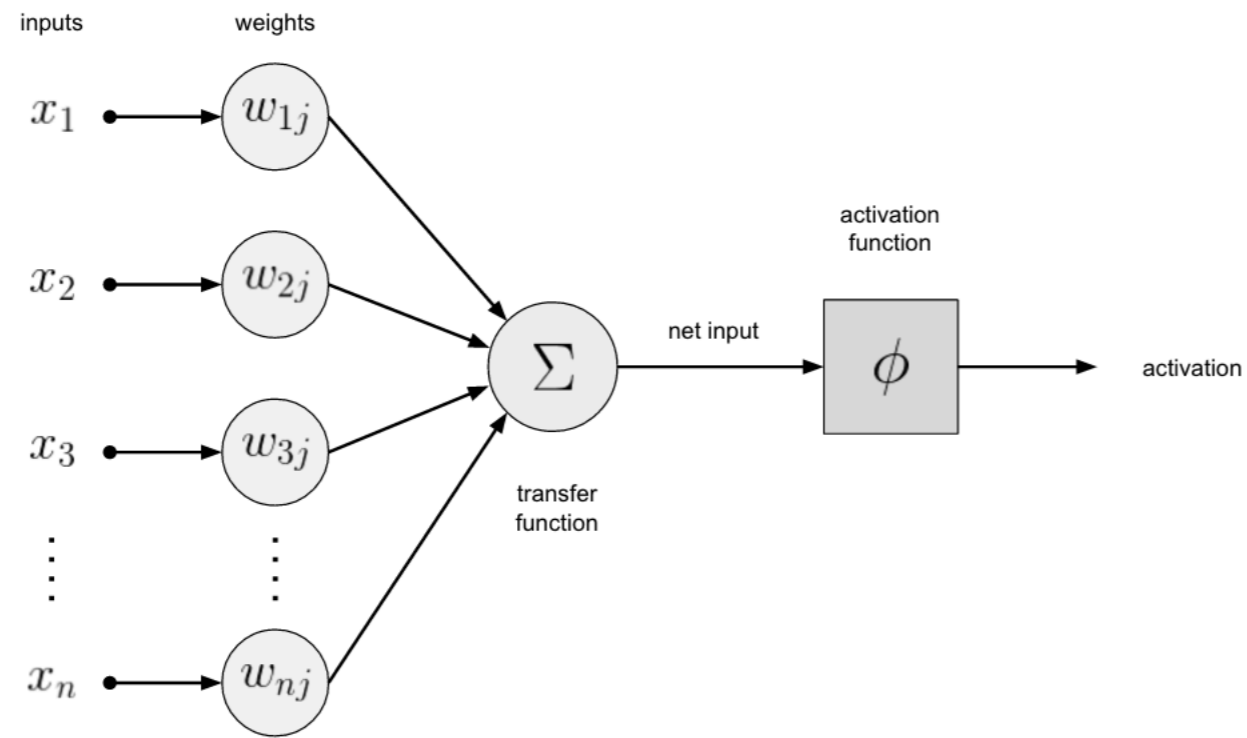 inputs
weights
x₁
w₁ⱼ
x₂
w₂ⱼ
x₃
w₃ⱼ
xₙ
wₙⱼ
Σ
transfer
function
net input
activation
function
ϕ
activation